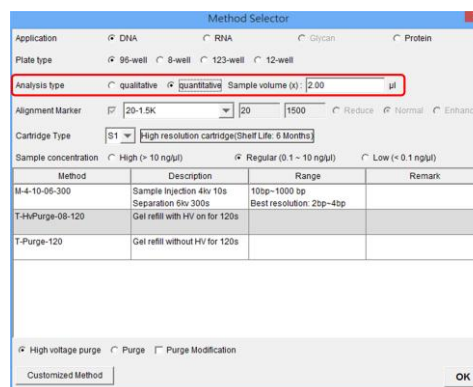 Method Selector
Application DNA RNA Glycan Protein
Plate type 96-well 8-well 123-well 12-well
Analysis type qualitative quantitative Sample volume (x) : 2.00 µl
Alignment Marker 20-1.5K 20 1500 Reduce Normal Enhanc
Cartridge Type S1 High resolution cartridge(Shelf Life: 6 Months)
Sample concentration High (> 10 ng/µl) Regular (0.1 ~ 10 ng/µl) Low (< 0.1 ng/µl)
Method Description Range Remark
M-4-10-06-300 Sample Injection 4kv 10s 10bp~1000 bp
Separation 6kv 300s Best resolution: 2bp~4bp
T-HvPurge-08-120 Gel refill with HV on for 120s
T-Purge-120 Gel refill without HV for 120s
High voltage purge Purge Purge Modification
Customized Method OK